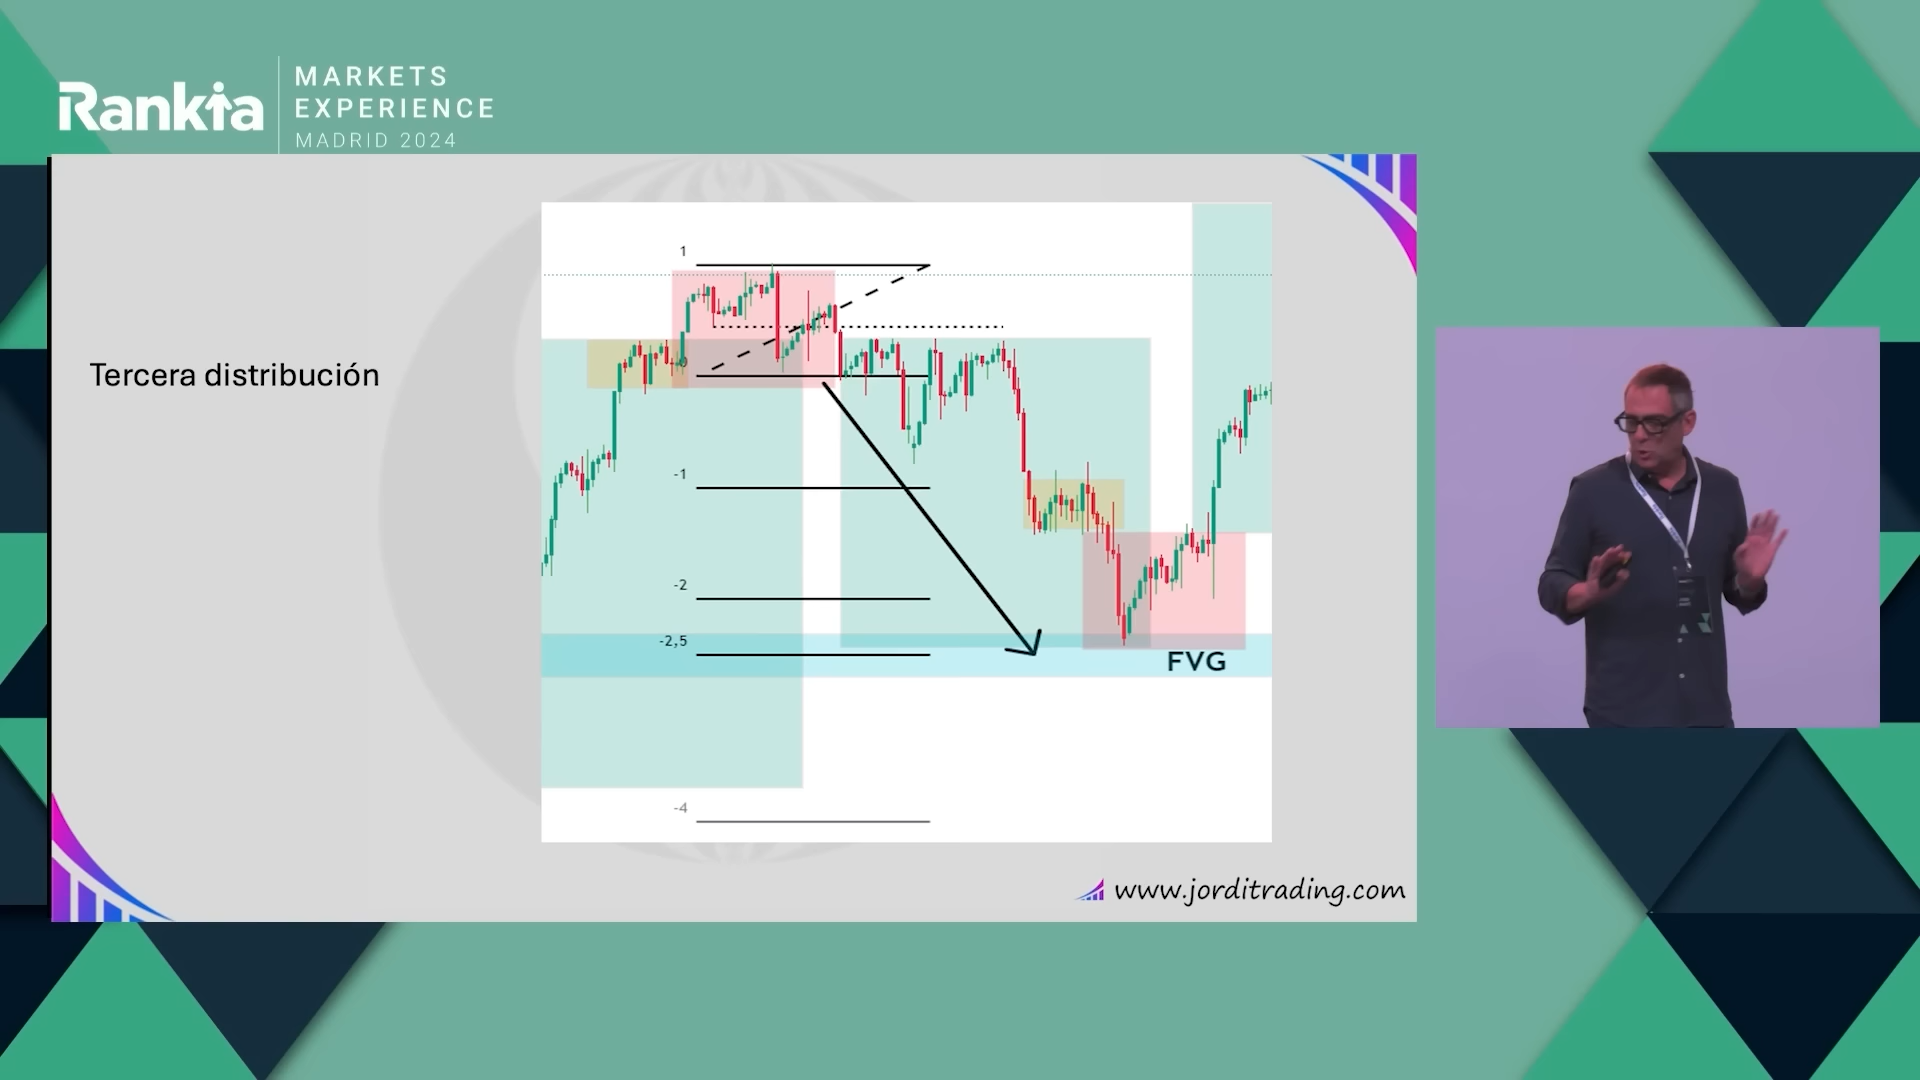 Rankia
MARKETS
EXPERIENCE
MADRID 2024
Tercera distribución
1
0
-1
-2
-2,5
-4
FVG
www.jorditrading.com